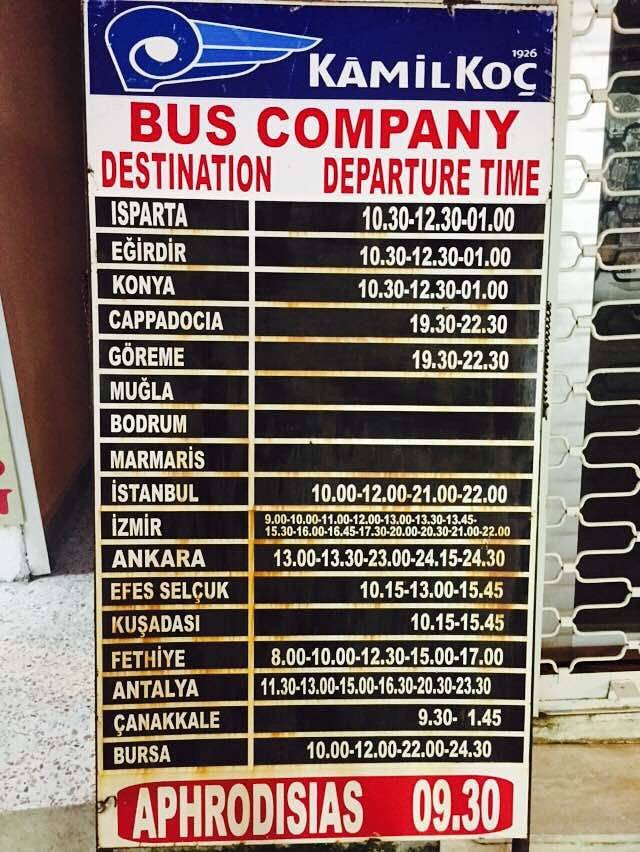 1926
KÂMİLKOÇ
BUS COMPANY
DESTINATION DEPARTURE TIME
ISPARTA 10.30-12.30-01.00
EĞİRDİR 10.30-12.30-01.00
KONYA 10.30-12.30-01.00
CAPPADOCIA 19.30-22.30
GÖREME 19.30-22.30
MUĞLA
BODRUM
MARMARİS
İSTANBUL 10.00-12.00-21.00-22.00
İZMİR 9.00-10.00-11.00-12.00-13.00-13.30-13.45-
15.30-16.00-16.45-17.30-20.00-20.30-21.00-22.00
ANKARA 13.00-13.30-23.00-24.15-24.30
EFES SELÇUK 10.15-13.00-15.45
KUŞADASI 10.15-15.45
FETHİYE 8.00-10.00-12.30-15.00-17.00
ANTALYA 11.30-13.00-15.00-16.30-20.30-23.30
ÇANAKKALE 9.30- 1.45
BURSA 10.00-12.00-22.00-24.30
APHRODISIAS 09.30